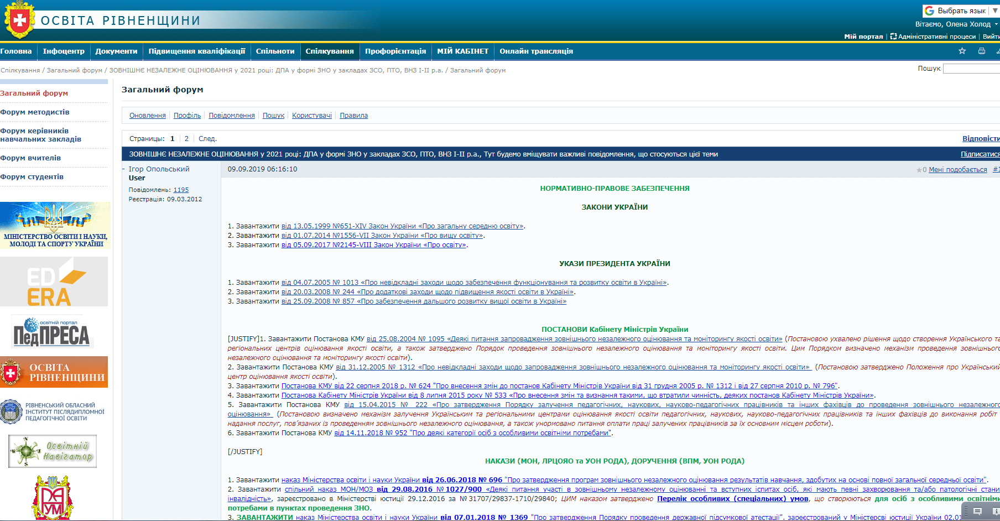 ОСВІТА РІВНЕНЩИНИ
Выбрать язык
Вітаємо, Олена Холод
Мій портал | Адміністративні процеси | Вийти
Головна Інфоцентр Документи Підвищення кваліфікації Спільноти Спілкування Профорієнтація МІЙ КАБІНЕТ Онлайн трансляція
Спілкування / Загальний форум / ЗОВНІШНЄ НЕЗАЛЕЖНЕ ОЦІНЮВАННЯ у 2021 році: ДПА у формі ЗНО у закладах ЗСО, ПТО, ВНЗ І-ІІ р.а. / Загальний форум
Пошук
Загальний форум
Форум методистів
Форум керівників
навчальних закладів
Форум вчителів
Форум студентів
МІНІСТЕРСТВО ОСВІТИ І НАУКИ,
МОЛОДІ ТА СПОРТУ УКРАЇНИ
ED
ERA
освітній портал
ПедПРЕСА
ОСВІТА
РІВНЕНЩИНИ
РІВНЕНСЬКИЙ ОБЛАСНИЙ
ІНСТИТУТ ПІСЛЯДИПЛОМНОЇ
ПЕДАГОГІЧНОЇ ОСВІТИ
N
W E
S
Освітній
Навігатор
Загальний форум
Оновлення Профіль Повідомлення Пошук Користувачі Правила
Страницы: 1 2 След.
Відповісти
ЗОВНІШНЄ НЕЗАЛЕЖНЕ ОЦІНЮВАННЯ у 2021 році: ДПА у формі ЗНО у закладах ЗСО, ПТО, ВНЗ І-ІІ р.а., Тут будемо вміщувати важливі повідомлення, що стосуються цієї теми
Підписатися
- Ігор Опольський
User
Повідомлень: 1195
Реєстрація: 09.03.2012
09.09.2019 06:16:10
0 Мені подобається #1
НОРМАТИВНО-ПРАВОВЕ ЗАБЕЗПЕЧЕННЯ
ЗАКОНИ УКРАЇНИ
1. Завантажити від 13.05.1999 №651-XIV Закон України «Про загальну середню освіту».
2. Завантажити від 01.07.2014 №1556-VII Закон України «Про вищу освіту».
3. Завантажити від 05.09.2017 №2145-VIII Закон України «Про освіту».
УКАЗИ ПРЕЗИДЕНТА УКРАЇНИ
1. Завантажити від 04.07.2005 № 1013 «Про невідкладні заходи щодо забезпечення функціонування та розвитку освіти в Україні».
2. Завантажити від 20.03.2008 № 244 «Про додаткові заходи щодо підвищення якості освіти в Україні».
3. Завантажити від 25.09.2008 № 857 «Про забезпечення дальшого розвитку вищої освіти в Україні»
ПОСТАНОВИ Кабінету Міністрів України
[JUSTIFY]1. Завантажити Постанова КМУ від 25.08.2004 № 1095 «Деякі питання запровадження зовнішнього незалежного оцінювання та моніторингу якості освіти» (Постановою ухвалено рішення щодо створення Українського та
регіональних центрів оцінювання якості освіти, а також затверджено Порядок проведення зовнішнього незалежного оцінювання та моніторингу якості освіти. Цим Порядком визначено механізм проведення зовнішнього
незалежного оцінювання та моніторингу якості освіти).
2. Завантажити Постанова КМУ від 31.12.2005 № 1312 «Про невідкладні заходи щодо запровадження зовнішнього незалежного оцінювання та моніторингу якості освіти» (Постановою затверджено Положення про Український
центр оцінювання якості освіти).
3. Завантажити Постанова КМУ від 22 серпня 2018 р. № 624 "Про внесення змін до постанов Кабінету Міністрів України від 31 грудня 2005 р. № 1312 і від 27 серпня 2010 р. № 796".
4. Завантажити Постанова Кабінету Міністрів України від 8 липня 2015 року № 533 «Про внесення змін та визнання такими, що втратили чинність, деяких постанов Кабінету Міністрів України».
5. Завантажити Постанова КМУ від 15.04.2015 № 222 «Про затвердження Порядку залучення педагогічних, наукових, науково-педагогічних працівників та інших фахівців до проведення зовнішнього незалежного
оцінювання» (Постановою визначено механізм залучення Українським та регіональними центрами оцінювання якості освіти педагогічних, наукових, науково-педагогічних працівників та інших фахівців до виконання робіт
надання послуг, пов’язаних із проведенням зовнішнього незалежного оцінювання, а також унормовано питання оплати праці залучених працівників за їх основним місцем роботи).
6. Завантажити Постанова КМУ від 14.11.2018 № 952 "Про деякі категорії осіб з особливими освітніми потребами".
[/JUSTIFY]
НАКАЗИ (МОН, ЛРЦОЯО та УОН РОДА), ДОРУЧЕННЯ (ВПМ, УОН РОДА)
1. Завантажити наказ Міністерства освіти і науки України від 26.06.2018 № 696 "Про затвердження програм зовнішнього незалежного оцінювання результатів навчання, здобутих на основі повної загальної середньої освіти".
2. Завантажити спільний наказ МОН/МОЗ від 29.08.2016 №1027/900 «Деякі питання участі в зовнішньому незалежному оцінюванні та вступних іспитах осіб, які мають певні захворювання та/або патологічні стани
інвалідність», зареєстровано в Міністерстві юстиції 29.12.2016 за №31707/29837-1710/29840; ЦИМ наказом затверджено Перелік особливих (спеціальних) умов, що створюються для осіб з особливими освітніми
потребами в пунктах проведення ЗНО.
3. ЗАВАНТАЖИТИ наказ Міністерства освіти і науки України від 07.01.2018 № 1369 "Про затвердження Порядку проведення державної підсумкової атестації", зареєстрований у Міністерсві юстиції України 02.01